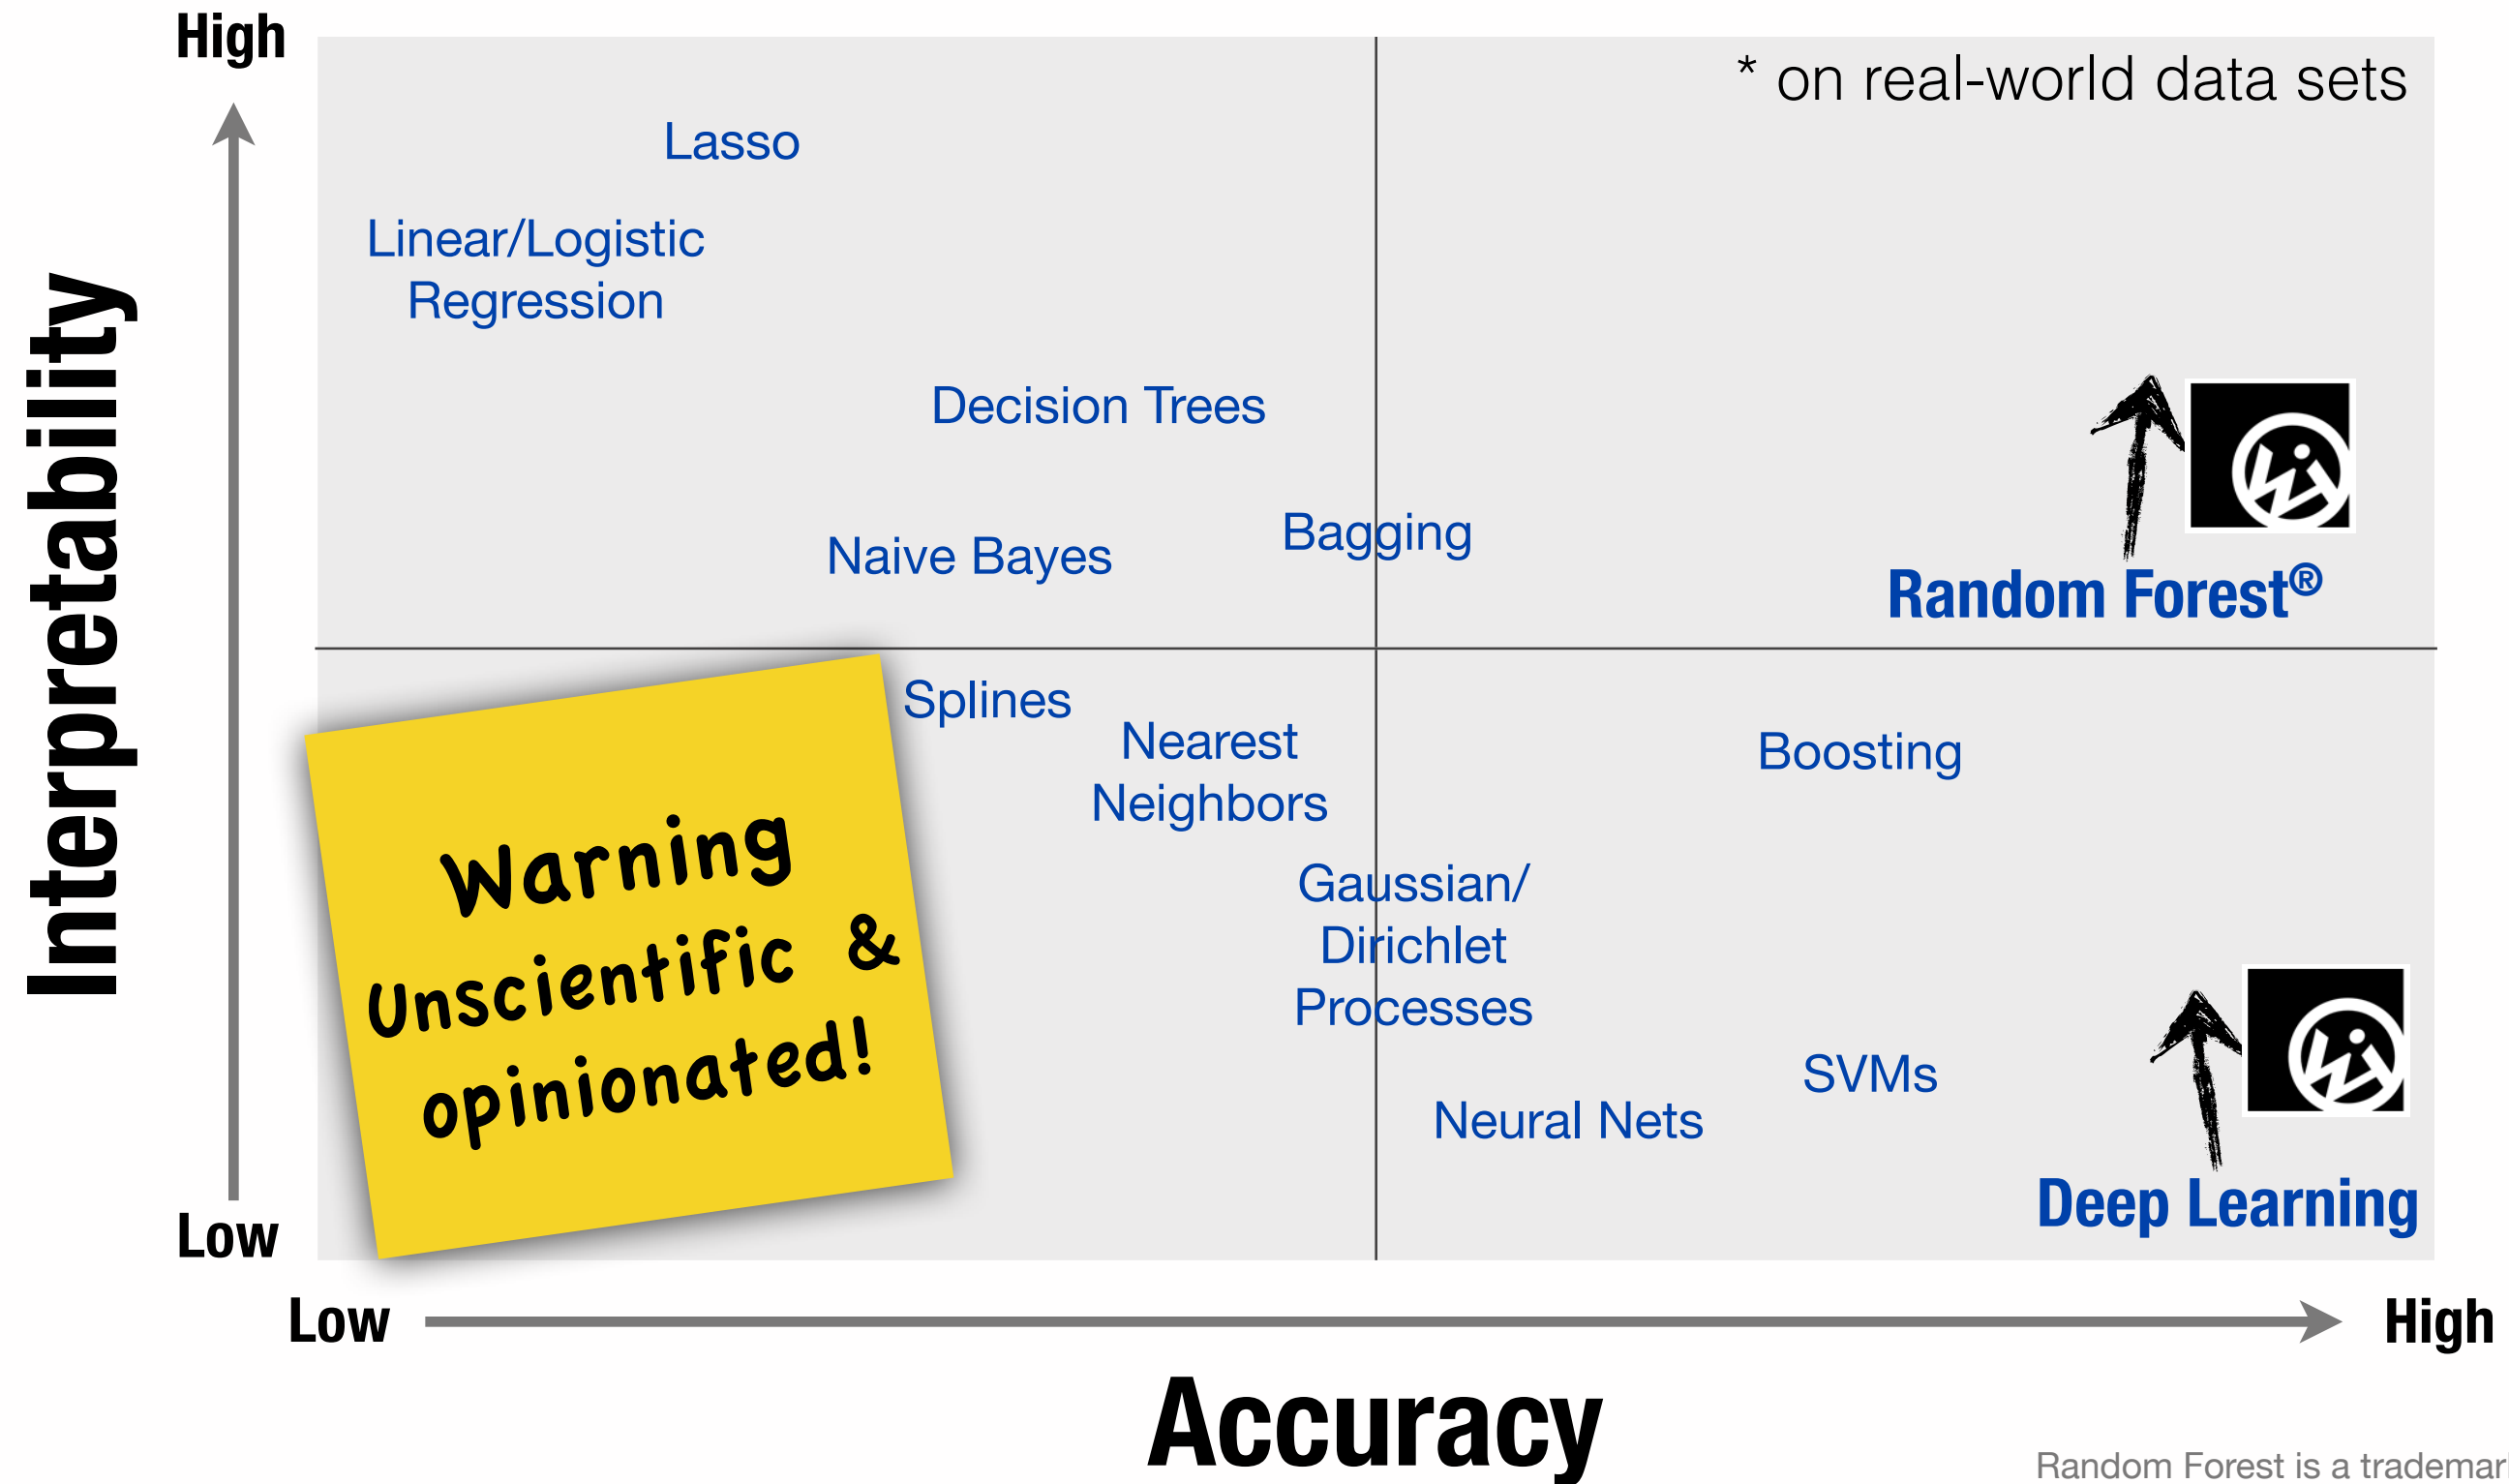 High
* on real-world data sets
Lasso
Linear/Logistic
Regression
Decision Trees
Bagging
Naive Bayes
Random Forest®
Interpretability
Splines
Nearest
Neighbors
Boosting
Warning
Unscientific &
opinionated!
Gaussian/
Dirichlet
Processes
SVMs
Neural Nets
Deep Learning
Low
Low
High
Accuracy
Random Forest is a trademar